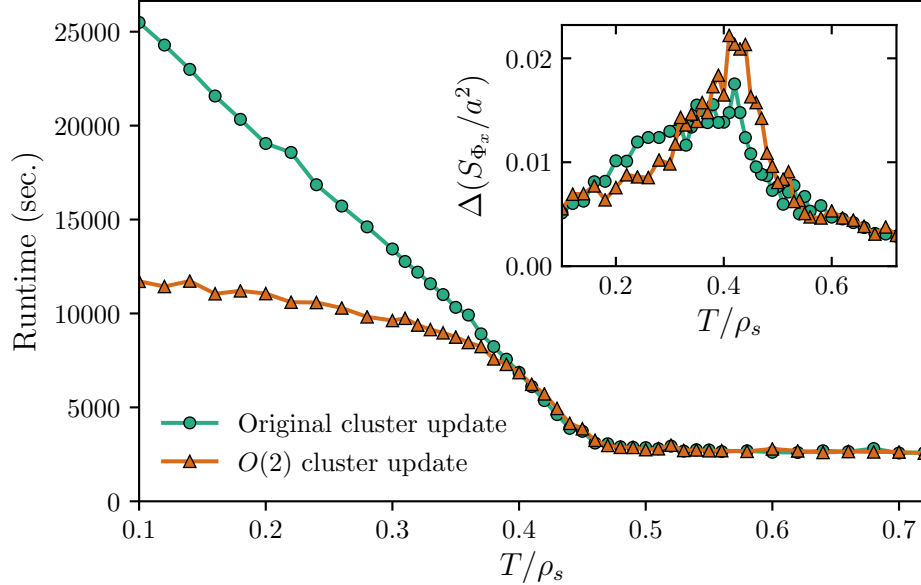 25000
20000
15000
10000
5000
0
Runtime (sec.)
0.1 0.2 0.3 0.4 0.5 0.6 0.7
T/ρ_s
Original cluster update
O(2) cluster update
0.02
0.01
0.00
Δ(S_{Φ_x}/a²)
0.2 0.4 0.6
T/ρ_s